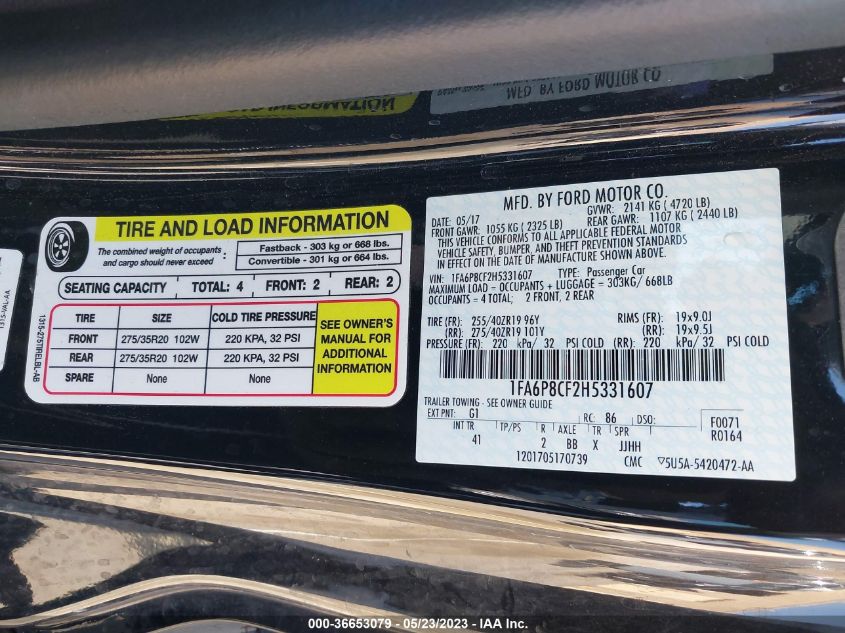 MFD. BY FORD MOTOR CO.
TIRE AND LOAD INFORMATION
The combined weight of occupants and cargo should never exceed :
Fastback - 303 kg or 668 lbs.
Convertible - 301 kg or 664 lbs.
SEATING CAPACITY TOTAL: 4 FRONT: 2 REAR: 2
TIRE SIZE COLD TIRE PRESSURE
FRONT 275/35R20 102W 220 KPA, 32 PSI
REAR 275/35R20 102W 220 KPA, 32 PSI
SPARE None None
SEE OWNER'S
MANUAL FOR
ADDITIONAL
INFORMATION
1315-275TIRELBL-AB
1315-VAL-AA
MFD. BY FORD MOTOR CO.
DATE: 05/17 GVWR: 2141 KG ( 4720 LB)
FRONT GAWR: 1055 KG ( 2325 LB) REAR GAWR: 1107 KG ( 2440 LB)
THIS VEHICLE CONFORMS TO ALL APPLICABLE FEDERAL MOTOR
VEHICLE SAFETY, BUMPER, AND THEFT PREVENTION STANDARDS
IN EFFECT ON THE DATE OF MANUFACTURE SHOWN ABOVE.
VIN: 1FA6P8CF2H5331607 TYPE: Passenger Car
MAXIMUM LOAD = OCCUPANTS + LUGGAGE = 303KG/ 668LB
OCCUPANTS = 4 TOTAL; 2 FRONT, 2 REAR
TIRE (FR): 255/40ZR19 96Y RIMS (FR): 19x9.0J
(RR): 275/40ZR19 101Y (RR): 19x9.5J
PRESSURE (FR): 220 kPa/ 32 PSI COLD (RR): 220 kPa/ 32 PSI COLD
1FA6P8CF2H5331607
TRAILER TOWING - SEE OWNER GUIDE
EXT PNT: G1 RC: 86 DSO: F0071
INT TR TP/PS R AXLE TR SPR R0164
41 2 BB X JJHH
1201705170739 CMC ▽5U5A-5420472-AA
000-36653079 - 05/23/2023 - IAA Inc.